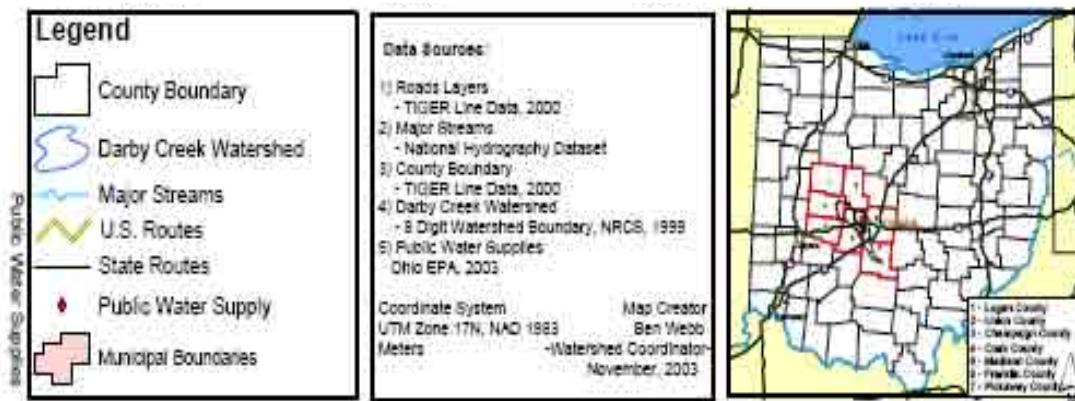 Public Water Supplies
Legend
County Boundary
Darby Creek Watershed
Major Streams
U.S. Routes
State Routes
Public Water Supply
Municipal Boundaries
Data Sources:
1) Roads Layers
- TIGER Line Data, 2000
2) Major Streams
- National Hydrography Dataset
3) County Boundary
- TIGER Line Data, 2000
4) Darby Creek Watershed
- 8 Digit Watershed Boundary, NRCS, 1999
5) Public Water Supplies
Ohio EPA, 2003
Coordinate System
UTM Zone 17N, NAD 1983
Meters
Map Creator
Ben Webb
-Watershed Coordinator-
November, 2003
Lake Erie
1 - Logan County
2 - Union County
3 - Champaign County
4 - Clark County
5 - Madison County
6 - Franklin County
7 - Pickaway County